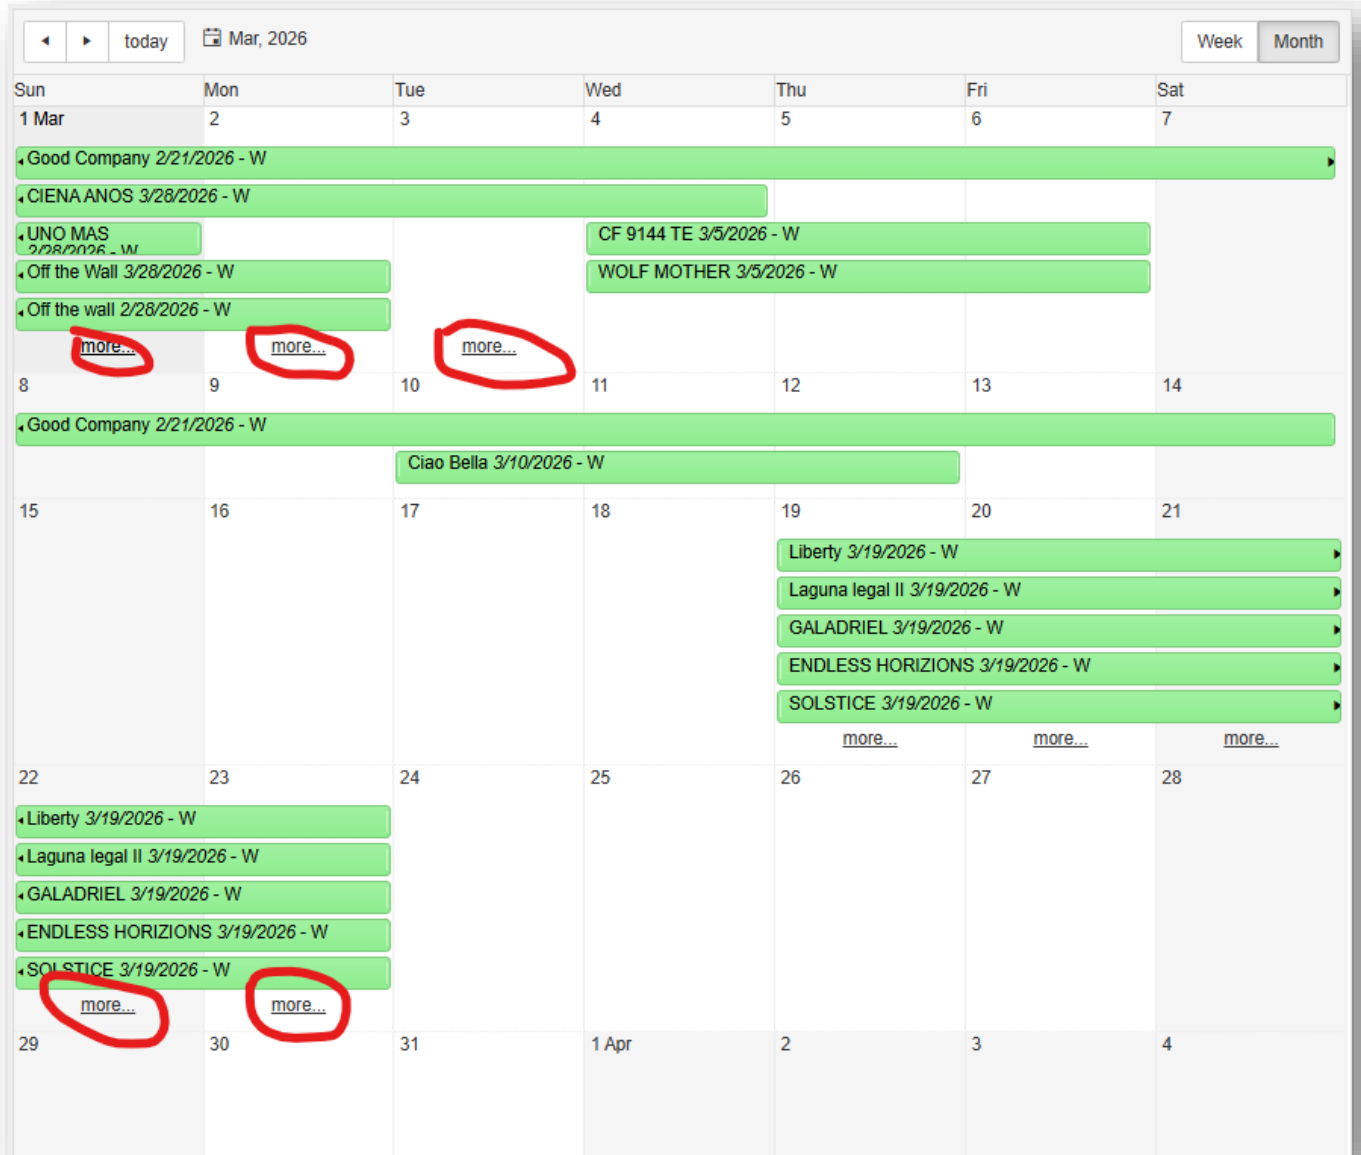 today Mar, 2026 Week Month
Sun Mon Tue Wed Thu Fri Sat
1 Mar 2 3 4 5 6 7
Good Company 2/21/2026 - W
CIENA ANOS 3/28/2026 - W
UNO MAS
2/28/2026 - W
CF 9144 TE 3/5/2026 - W
Off the Wall 3/28/2026 - W
WOLF MOTHER 3/5/2026 - W
Off the wall 2/28/2026 - W
more... more... more...
8 9 10 11 12 13 14
Good Company 2/21/2026 - W
Ciao Bella 3/10/2026 - W
15 16 17 18 19 20 21
Liberty 3/19/2026 - W
Laguna legal II 3/19/2026 - W
GALADRIEL 3/19/2026 - W
ENDLESS HORIZIONS 3/19/2026 - W
SOLSTICE 3/19/2026 - W
more... more... more...
22 23 24 25 26 27 28
Liberty 3/19/2026 - W
Laguna legal II 3/19/2026 - W
GALADRIEL 3/19/2026 - W
ENDLESS HORIZIONS 3/19/2026 - W
SOLSTICE 3/19/2026 - W
more... more...
29 30 31 1 Apr 2 3 4